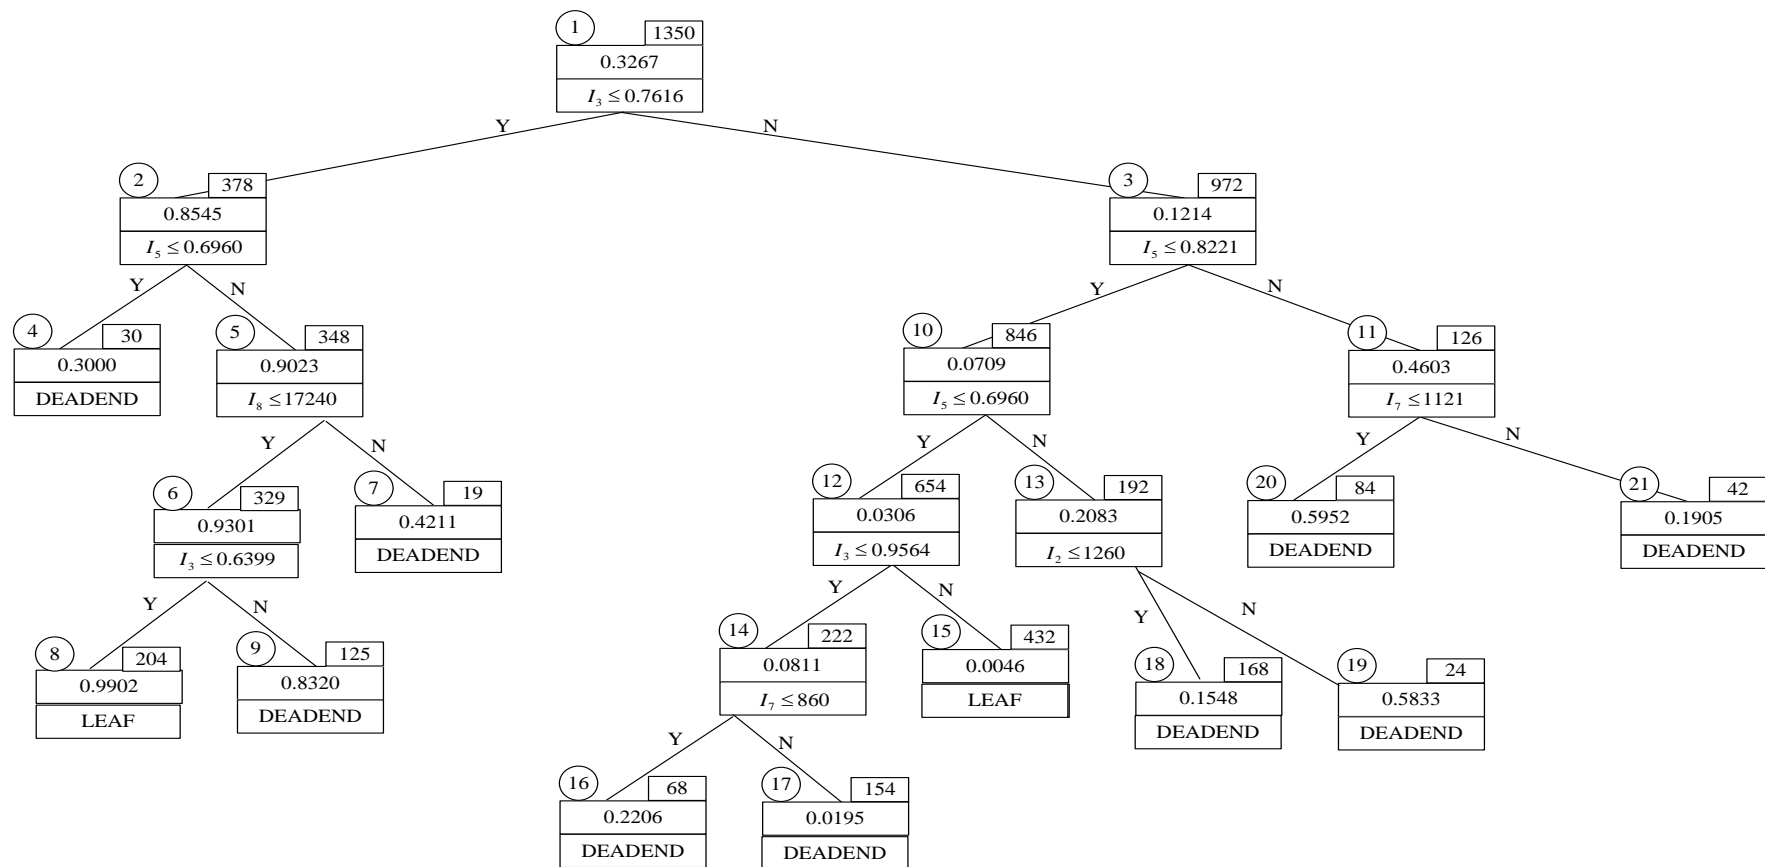 1 1350
0.3267
I₃ ≤ 0.7616
Y N
2 378
0.8545
I₅ ≤ 0.6960
3 972
0.1214
I₅ ≤ 0.8221
Y N
Y N
4 30
0.3000
DEADEND
5 348
0.9023
I₈ ≤ 17240
10 846
0.0709
I₅ ≤ 0.6960
11 126
0.4603
I₇ ≤ 1121
Y N
Y N
Y N
6 329
0.9301
I₃ ≤ 0.6399
7 19
0.4211
DEADEND
12 654
0.0306
I₃ ≤ 0.9564
13 192
0.2083
I₂ ≤ 1260
20 84
0.5952
DEADEND
21 42
0.1905
DEADEND
Y N
Y N
Y N
8 204
0.9902
LEAF
9 125
0.8320
DEADEND
14 222
0.0811
I₇ ≤ 860
15 432
0.0046
LEAF
18 168
0.1548
DEADEND
19 24
0.5833
DEADEND
Y N
16 68
0.2206
DEADEND
17 154
0.0195
DEADEND